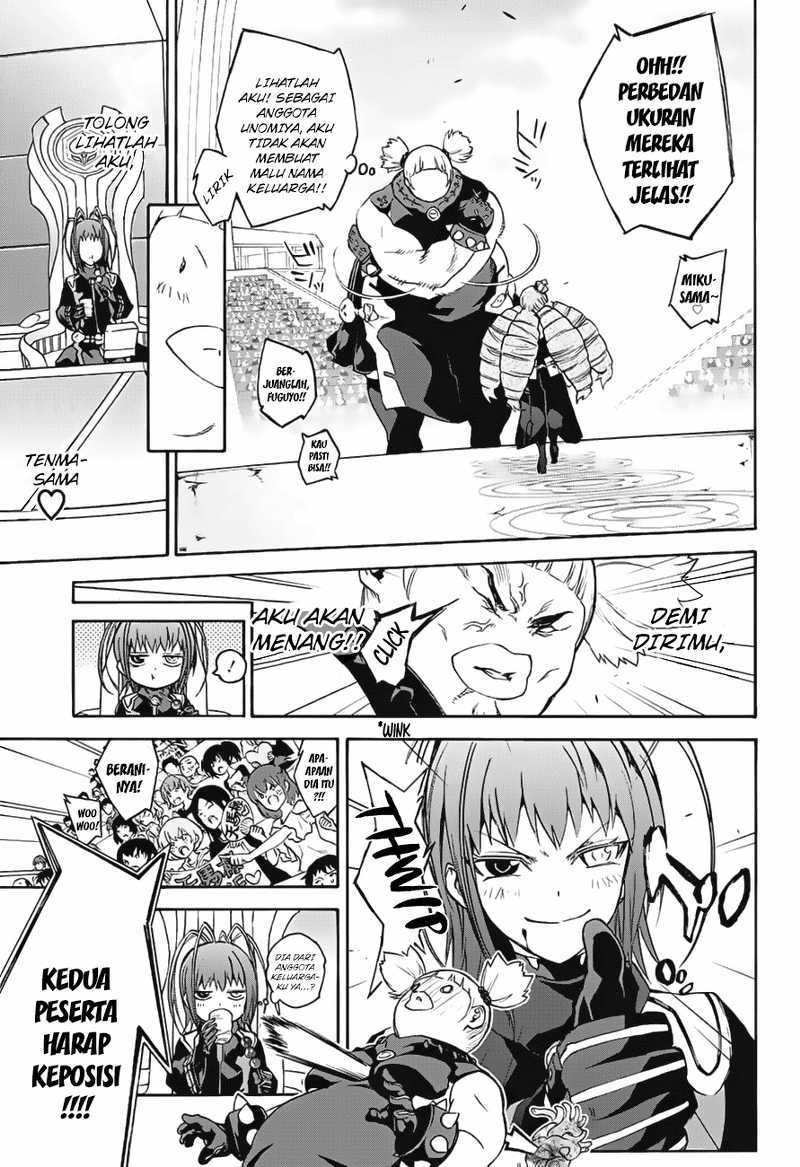 OHH!!
PERBEDAN
UKURAN
MEREKA
TERLIHAT
JELAS!!
MIKU-
SAMA~
LIHATLAH
AKU! SEBAGAI
ANGGOTA
UNOMIYA, AKU
TIDAK AKAN
MEMBUAT
MALU NAMA
KELUARGA!!
LIRIK
BER-
JUANGLAH,
FUGUYO!!
KAU
PASTI
BISA!!
TOLONG
LIHATLAH
AKU,
TENMA-
SAMA
♡
DEMI
DIRIMU,
CLICK
AKU AKAN
MENANG!!
!
*WINK
THWIP
APA-
APAAN
DIA ITU
?!!
BERANI-
NYA!
WOO
WOO!
DIA DARI
ANGGOTA
KELUARGA-
KU YA...?
KEDUA
PESERTA
HARAP
KEPOSISI
!!!!